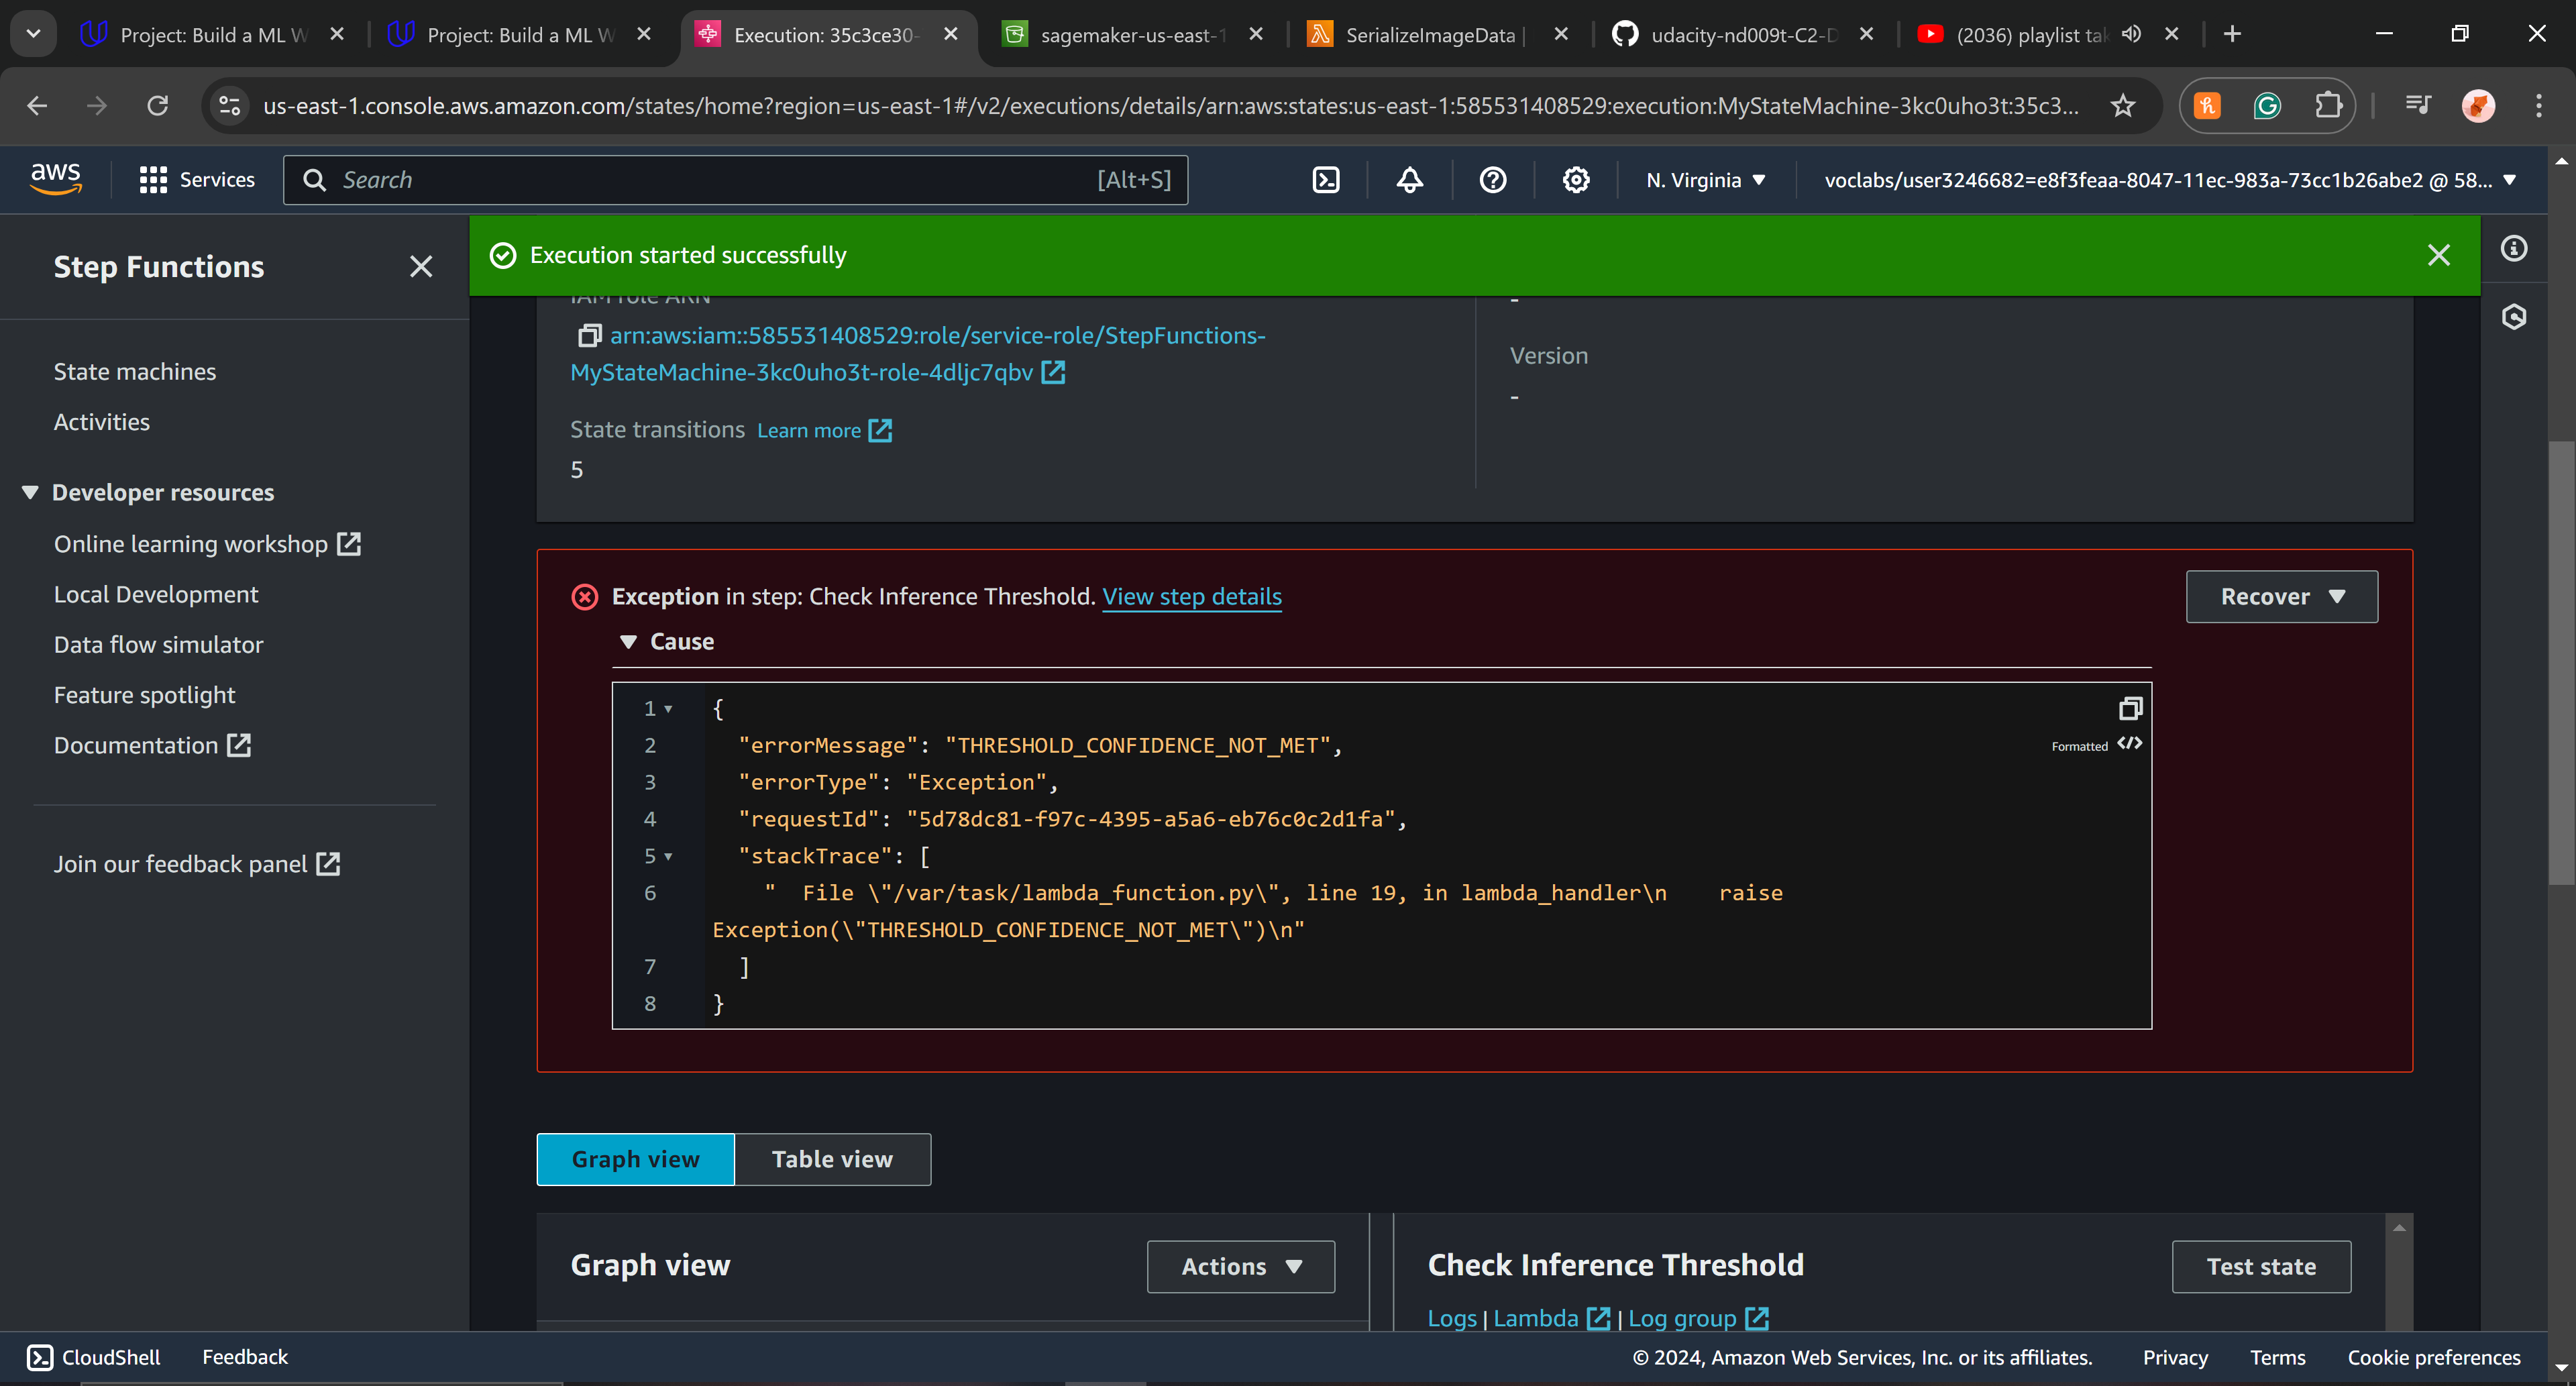 Project: Build a ML W
Project: Build a ML W
Execution: 35c3ce30-
sagemaker-us-east-1
SerializeImageData |
udacity-nd009t-C2-D
(2036) playlist tak
us-east-1.console.aws.amazon.com/states/home?region=us-east-1#/v2/executions/details/arn:aws:states:us-east-1:585531408529:execution:MyStateMachine-3kc0uho3t:35c3...
aws
Services
Search
[Alt+S]
N. Virginia
voclabs/user3246682=e8f3feaa-8047-11ec-983a-73cc1b26abe2 @ 58...
Step Functions
State machines
Activities
Developer resources
Online learning workshop
Local Development
Data flow simulator
Feature spotlight
Documentation
Join our feedback panel
Execution started successfully
IAM role ARN
-
arn:aws:iam::585531408529:role/service-role/StepFunctions-
MyStateMachine-3kc0uho3t-role-4dljc7qbv
Version
-
State transitions Learn more
5
Exception in step: Check Inference Threshold. View step details
Recover
Cause
1 {
2 "errorMessage": "THRESHOLD_CONFIDENCE_NOT_MET",
Formatted </>
3 "errorType": "Exception",
4 "requestId": "5d78dc81-f97c-4395-a5a6-eb76c0c2d1fa",
5 "stackTrace": [
6 "  File \"/var/task/lambda_function.py\", line 19, in lambda_handler\n    raise
Exception(\"THRESHOLD_CONFIDENCE_NOT_MET\")\n"
7 ]
8 }
Graph view
Table view
Graph view
Actions
Check Inference Threshold
Test state
Logs | Lambda | Log group
CloudShell
Feedback
© 2024, Amazon Web Services, Inc. or its affiliates.
Privacy
Terms
Cookie preferences